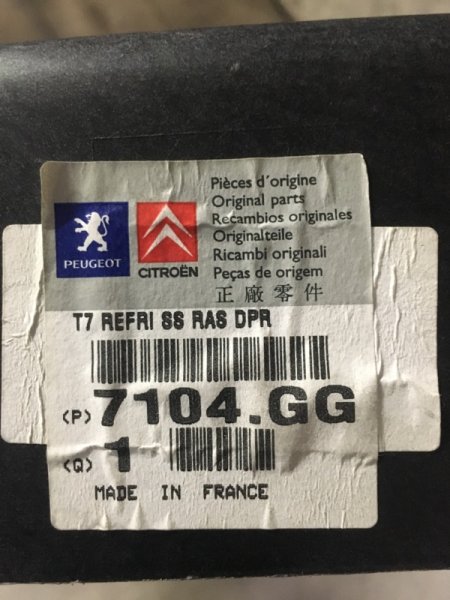 Pièces d'origine
Original parts
Recambios originales
Originalteile
Ricambi originali
Peças de origem
正廠零件
PEUGEOT
CITROËN
T7 REFRI SS RAS DPR
(P) 7104.GG
(Q) 1
MADE IN FRANCE